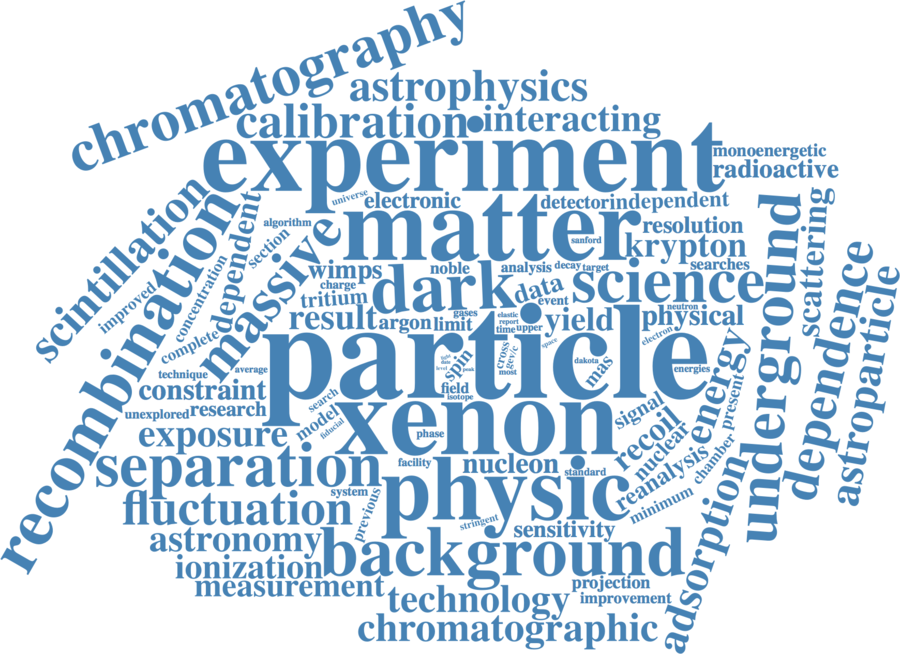 chromatography
astrophysics
calibration
interacting
experiment
monoenergetic
radioactive
universe
electronic
detector
independent
scintillation
recombination
dependent
algorithm
section
massive
matter
sanford
resolution
krypton
searches
underground
scattering
improved
concentration
complete
wimps
noble
analysis
decay
target
charge
tritium
dark
data
event
science
neutron
result
argon
limit
gases
elastic
report
time
upper
yield
physical
electron
space
particle
light
date
level
peak
spin
cross
gev/c
most
dakota
mas
energies
dependence
astroparticle
technique
average
constraint
field
isotope
unexplored
research
search
model
fiducial
xenon
signal
energy
present
exposure
phase
recoil
nuclear
chamber
separation
facility
nucleon
standard
reanalysis
minimum
adsorption
system
physic
fluctuation
previous
stringent
sensitivity
astronomy
background
ionization
measurement
projection
improvement
technology
chromatographic